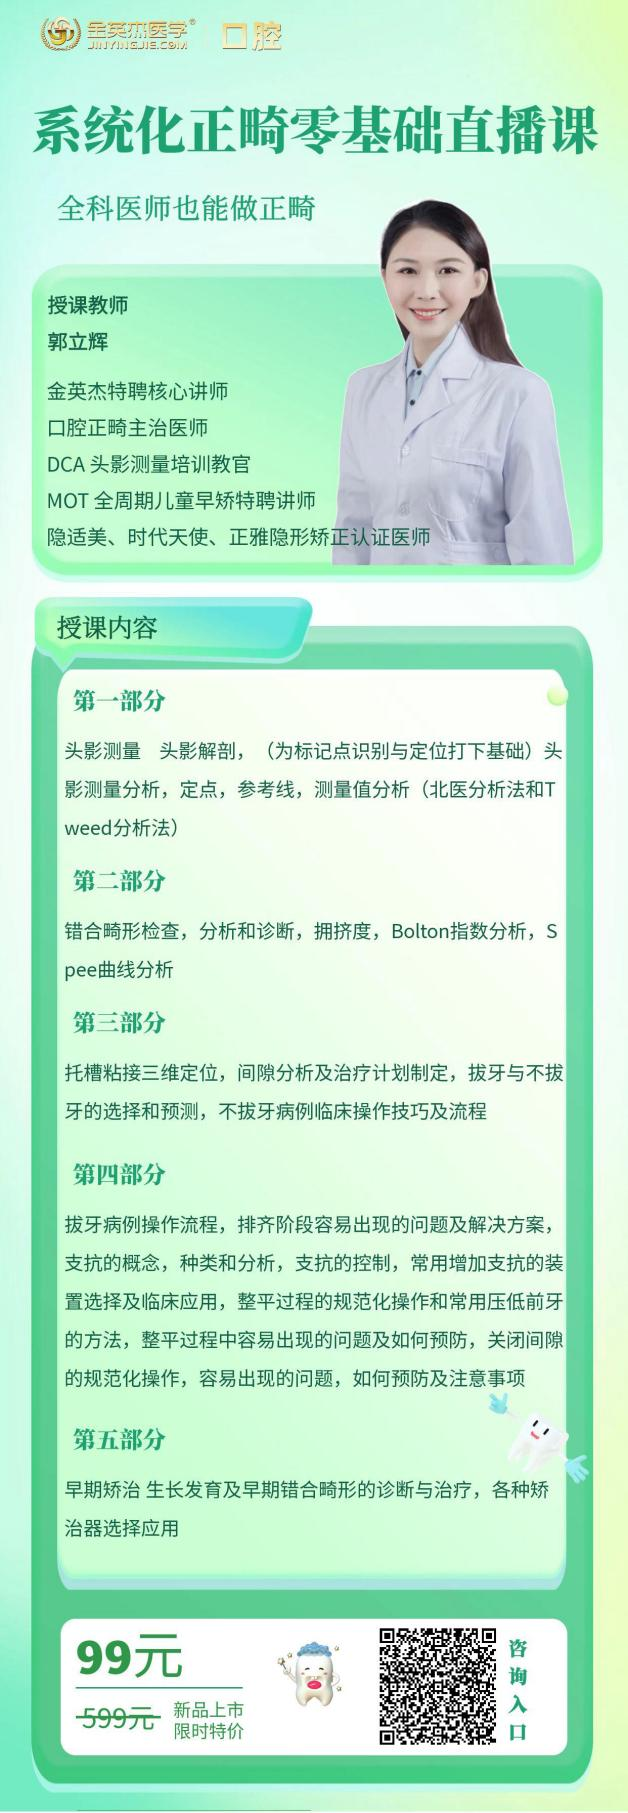 金英杰医学® 口腔
JINYINGJIE.COM
系统化正畸零基础直播课
全科医师也能做正畸
授课教师
郭立辉
金英杰特聘核心讲师
口腔正畸主治医师
DCA 头影测量培训教官
MOT 全周期儿童早矫特聘讲师
隐适美、时代天使、正雅隐形矫正认证医师
授课内容
第一部分
头影测量 头影解剖，（为标记点识别与定位打下基础）头
影测量分析，定点，参考线，测量值分析（北医分析法和T
weed分析法）
第二部分
错合畸形检查，分析和诊断，拥挤度，Bolton指数分析，S
pee曲线分析
第三部分
托槽粘接三维定位，间隙分析及治疗计划制定，拔牙与不拔
牙的选择和预测，不拔牙病例临床操作技巧及流程
第四部分
拔牙病例操作流程，排齐阶段容易出现的问题及解决方案，
支抗的概念，种类和分析，支抗的控制，常用增加支抗的装
置选择及临床应用，整平过程的规范化操作和常用压低前牙
的方法，整平过程中容易出现的问题及如何预防，关闭间隙
的规范化操作，容易出现的问题，如何预防及注意事项
第五部分
早期矫治 生长发育及早期错合畸形的诊断与治疗，各种矫
治器选择应用
99元
599元
新品上市
限时特价
咨询入口